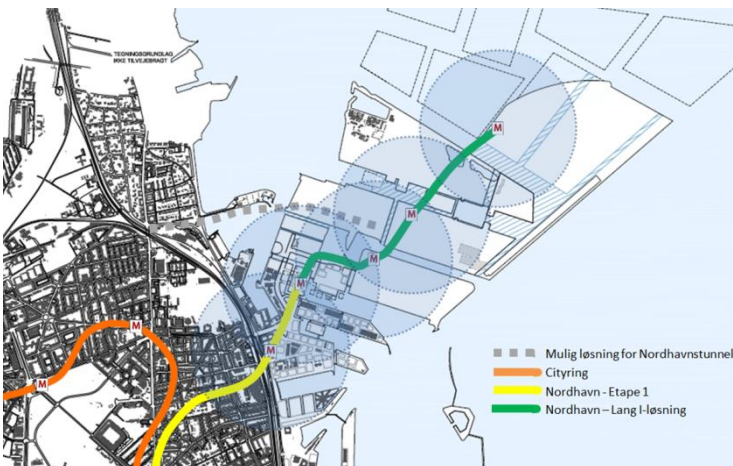 TEGNINGSGRUNDLAG
IKKE TILVEJEBRAGT
M
M
M
M
M
M
M
Mulig løsning for Nordhavnstunnel
Cityring
Nordhavn - Etape 1
Nordhavn – Lang I-løsning